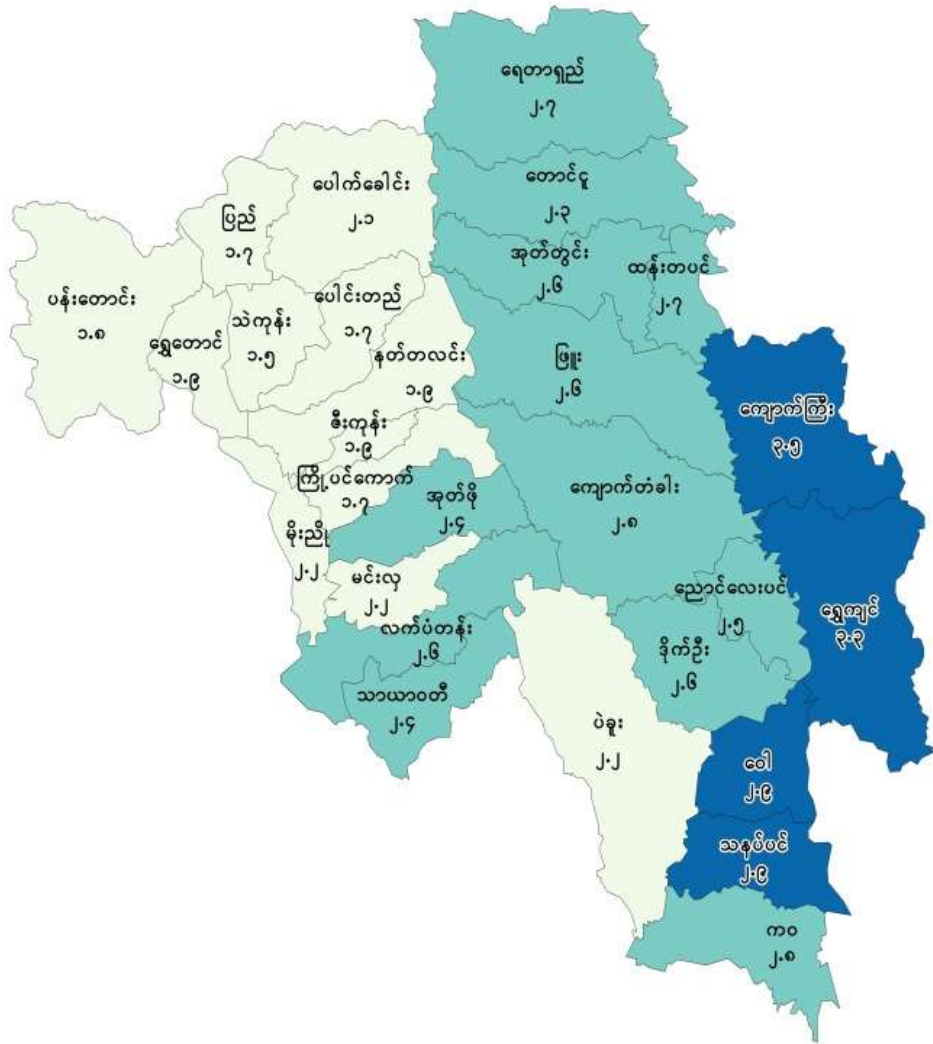 ရေတာရှည်
၂.၇
တောင်ငူ
၂.၃
ပေါက်ခေါင်း
၂.၁
ပြည်
၁.၇
အုတ်တွင်း
၂.၆
ထန်းတပင်
၂.၇
ပန်းတောင်း
၁.၈
ပေါင်းတည်
၁.၇
သဲကုန်း
၁.၅
ရွှေတောင်
၁.၉
နတ်တလင်း
၁.၉
ဖြူး
၂.၆
ကျောက်ကြီး
၃.၅
ဇီးကုန်း
၁.၉
ကြို့ပင်ကောက်
၁.၇
အုတ်ဖို
၂.၄
ကျောက်တံခါး
၂.၈
မိုးညို
၂.၂
မင်းလှ
၂.၂
ညောင်လေးပင်
၂.၅
ရွှေကျင်
၃.၃
လက်ပံတန်း
၂.၆
ဒိုက်ဦး
၂.၆
သာယာဝတီ
၂.၄
ပဲခူး
၂.၂
ဝေါ
၂.၉
သနပ်ပင်
၂.၉
ကဝ
၂.၈